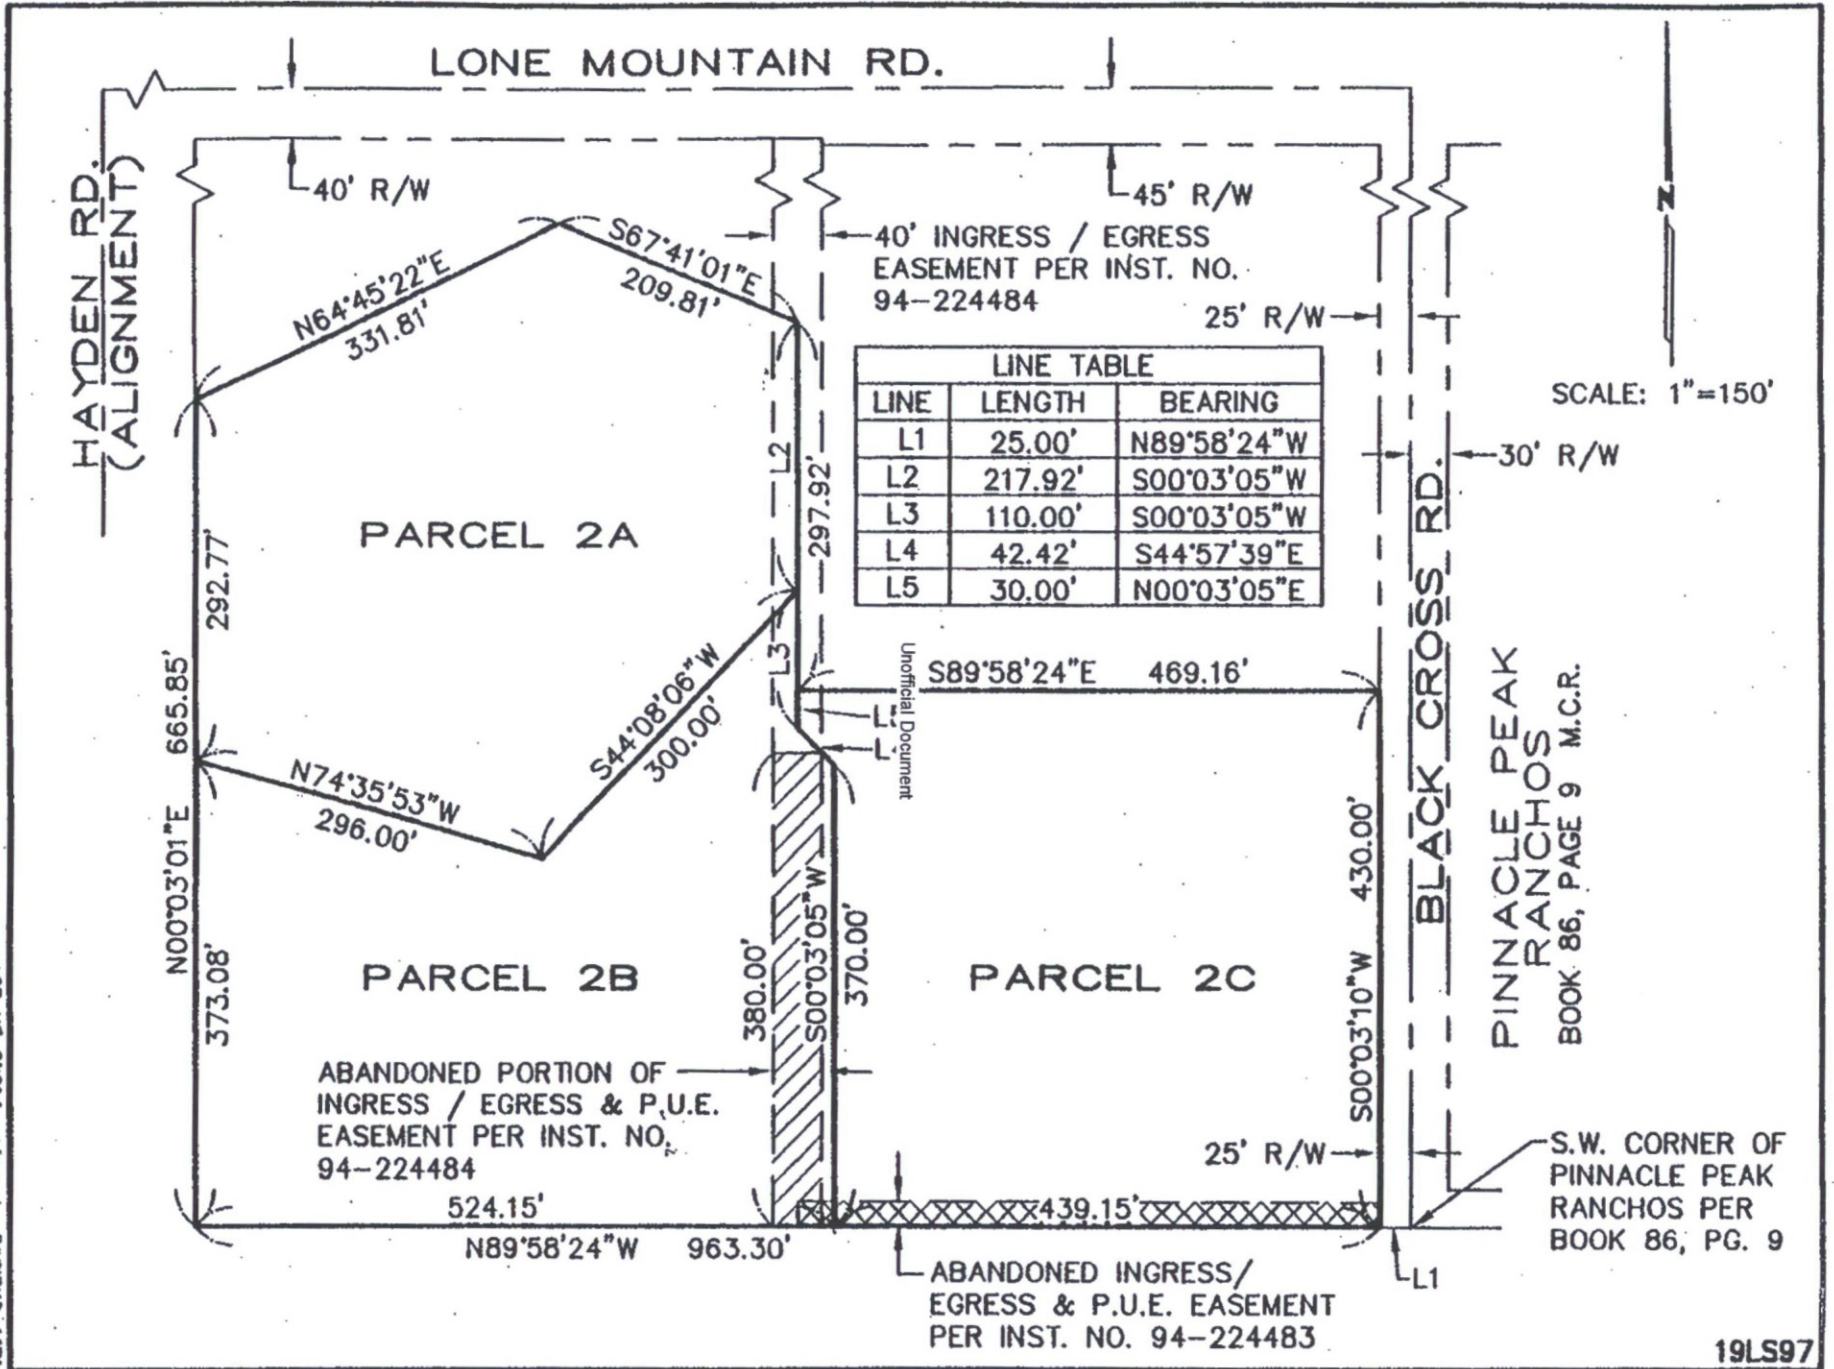 LONE MOUNTAIN RD.
HAYDEN RD.
(ALIGNMENT)
40' R/W
45' R/W
N64°45'22"E
331.81'
S67°41'01"E
209.81'
40' INGRESS / EGRESS
EASEMENT PER INST. NO.
94-224484
25' R/W
N
SCALE: 1"=150'
30' R/W
LINE TABLE
LINE LENGTH BEARING
L1 25.00' N89°58'24"W
L2 217.92' S00°03'05"W
L3 110.00' S00°03'05"W
L4 42.42' S44°57'39"E
L5 30.00' N00°03'05"E
L2
297.92'
PARCEL 2A
292.77'
665.85'
N00°03'01"E
373.08'
N74°35'53"W
296.00'
S44°08'06"W
300.00'
L3
Unofficial Document
S89°58'24"E 469.16'
BLACK CROSS RD.
PINNACLE PEAK
RANCHOS
BOOK 86, PAGE 9 M.C.R.
PARCEL 2B
380.00'
S00°03'05"W
370.00'
PARCEL 2C
430.00'
S00°03'10"W
ABANDONED PORTION OF
INGRESS / EGRESS & P.U.E.
EASEMENT PER INST. NO.
94-224484
25' R/W
S.W. CORNER OF
PINNACLE PEAK
RANCHOS PER
BOOK 86, PG. 9
524.15'
439.15'
N89°58'24"W 963.30'
L1
ABANDONED INGRESS/
EGRESS & P.U.E. EASEMENT
PER INST. NO. 94-224483
19LS97